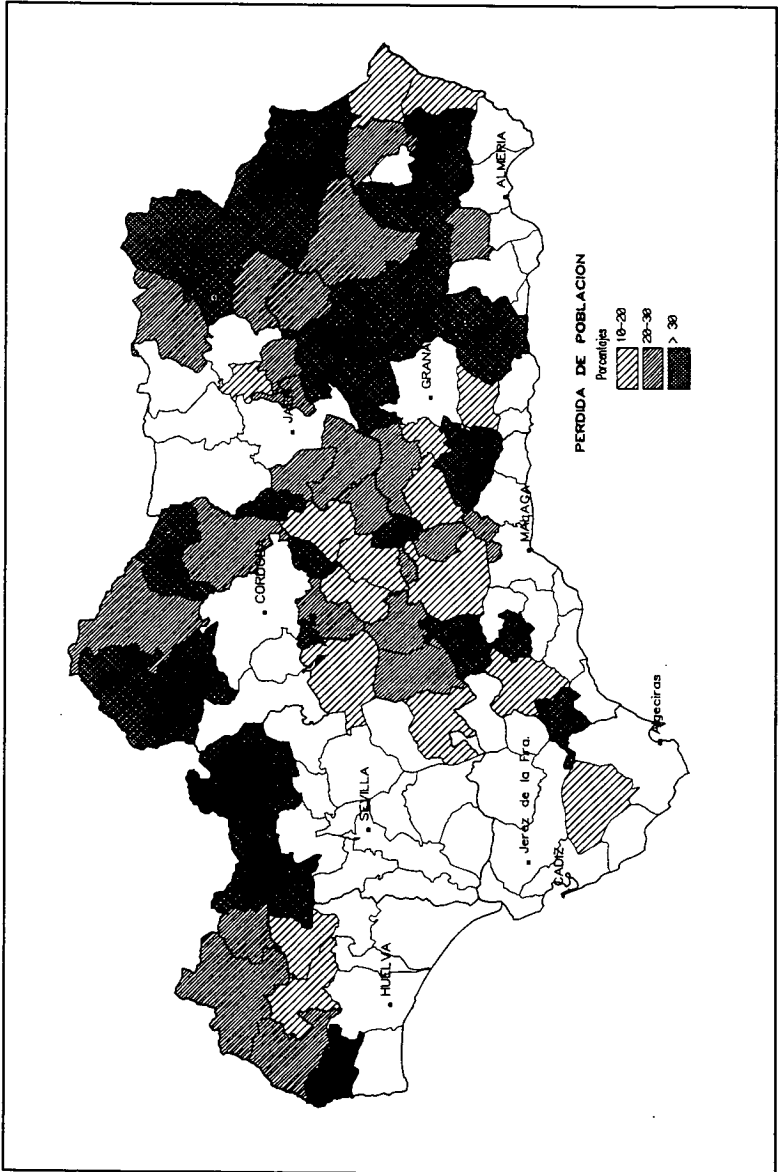 CORDOBA
JAEN
SEVILLA
HUELVA
GRANA
ALMERIA
MALAGA
Jerez de la Fra.
CADIZ
Algeciras
PERDIDA DE POBLACION
Porcentajes
10-20
20-30
> 30